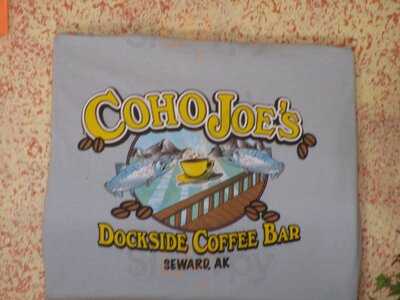 COHO JOE'S
DOCKSIDE COFFEE BAR
SEWARD, AK